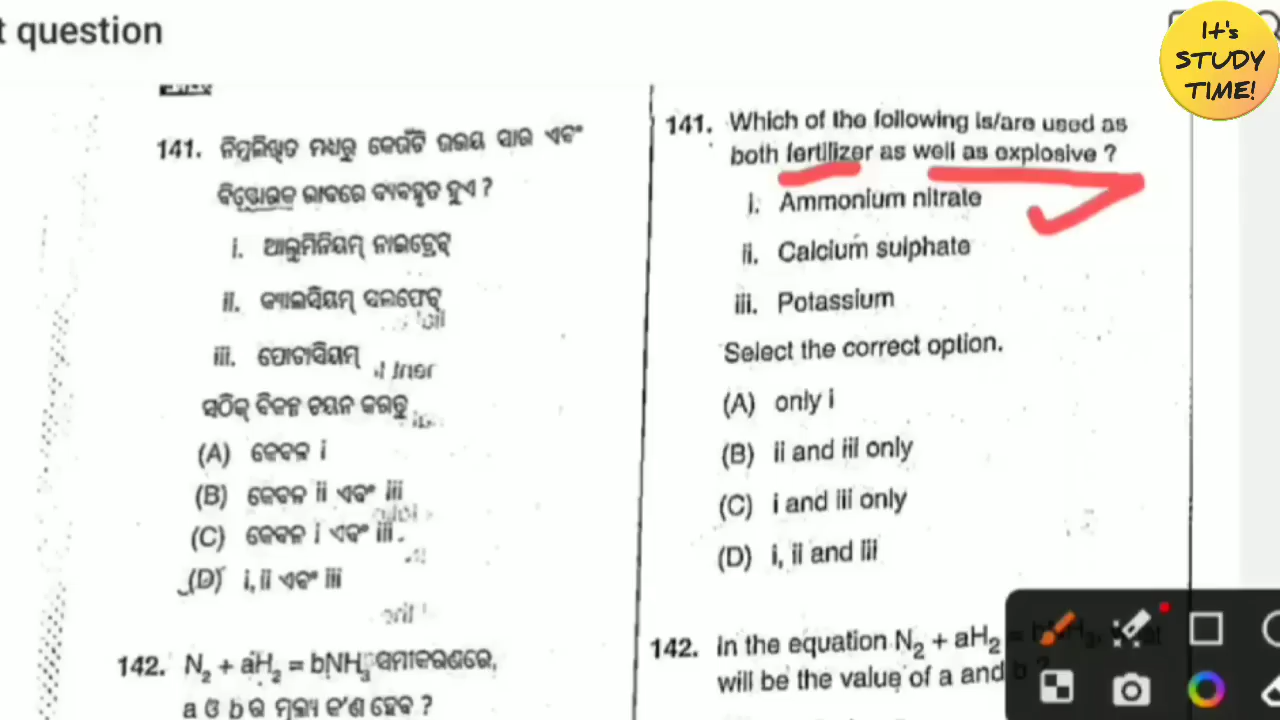 t question
It's
STUDY
TIME!
141. ନିମ୍ନଲିଖିତ ମଧ୍ୟରୁ କେଉଁଟି ଉଭୟ ସାର ଏବଂ
ବିସ୍ଫୋରକ ଭାବରେ ବ୍ୟବହୃତ ହୁଏ ?
i. ଆଲୁମିନିୟମ୍ ନାଇଟ୍ରେଟ୍
ii. କ୍ୟାଲସିୟମ୍ ସଲଫେଟ୍
iii. ପୋଟାସିୟମ୍
ସଠିକ୍ ବିକଳ୍ପ ଚୟନ କରନ୍ତୁ
(A) କେବଳ i
(B) କେବଳ ii ଏବଂ iii
(C) କେବଳ i ଏବଂ iii.
(D) i, ii ଏବଂ iii
142. N₂ + aH₂ = bNH₃ ସମୀକରଣରେ,
a ଓ b ର ମୂଲ୍ୟ କ'ଣ ହେବ ?
141. Which of the following is/are used as
both fertilizer as well as explosive ?
i. Ammonium nitrate
ii. Calcium sulphate
iii. Potassium
Select the correct option.
(A) only i
(B) ii and iii only
(C) i and iii only
(D) i, ii and iii
142. In the equation N₂ + aH₂ = bNH₃, what
will be the value of a and b ?